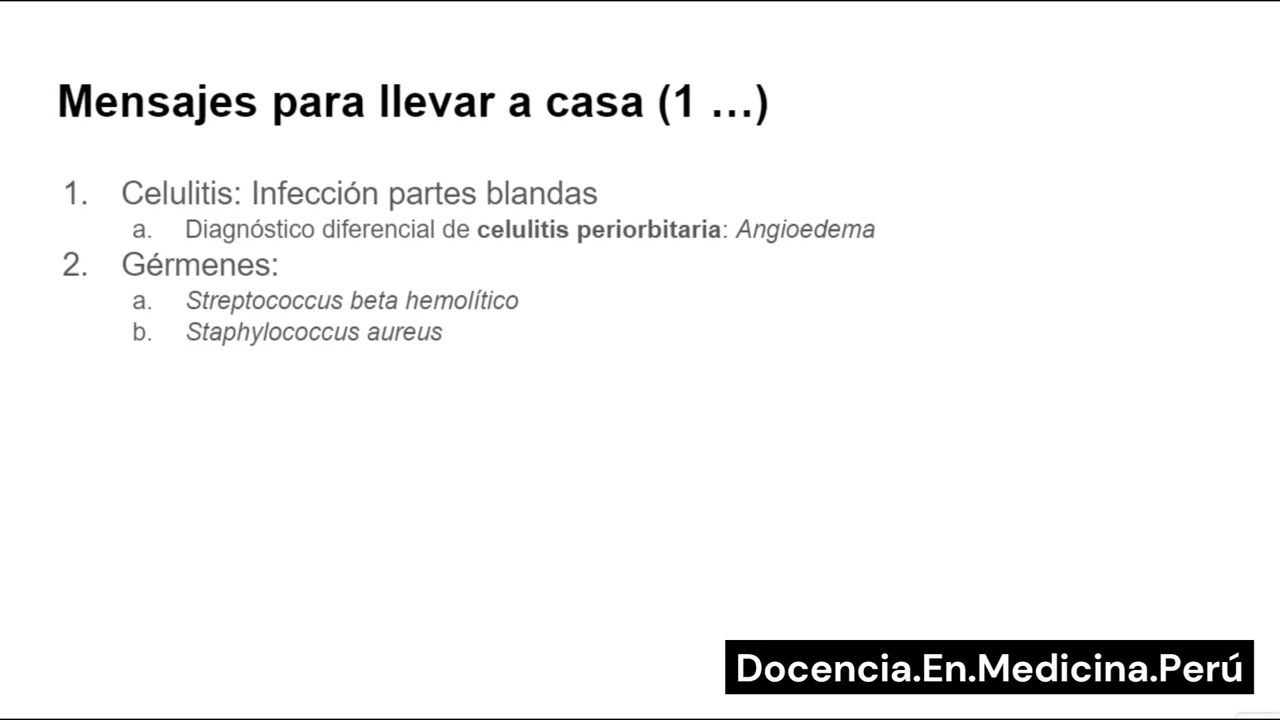 Mensajes para llevar a casa (1 ...)
1. Celulitis: Infección partes blandas
a. Diagnóstico diferencial de celulitis periorbitaria: Angioedema
2. Gérmenes:
a. Streptococcus beta hemolítico
b. Staphylococcus aureus
Docencia.En.Medicina.Perú